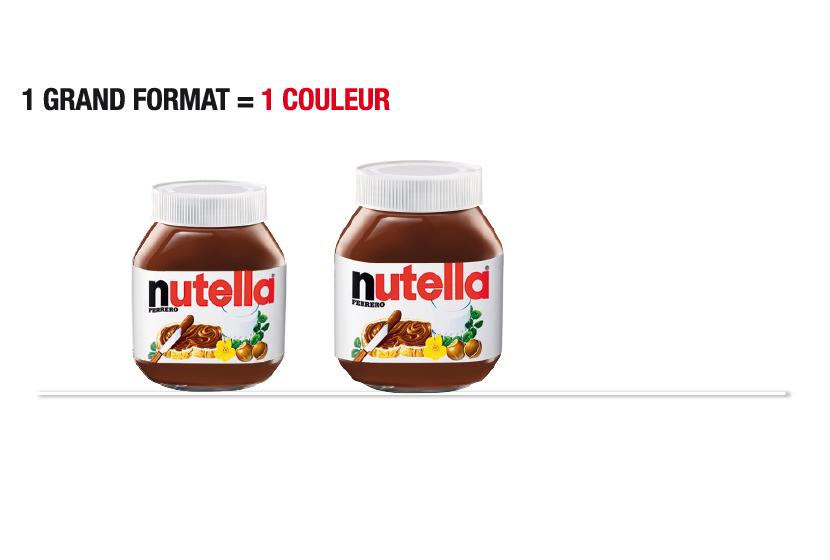 1 GRAND FORMAT = 1 COULEUR
nutella®
FERRERO
nutella®
FERRERO